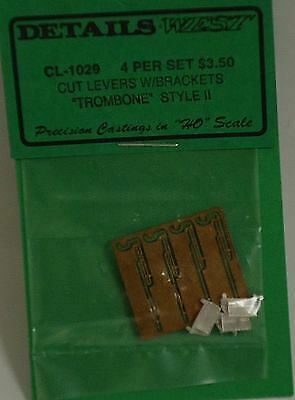 DETAILS WEST
CL-1029 4 PER SET $3.50
CUT LEVERS W/BRACKETS
"TROMBONE" STYLE II
Precision Castings in "HO" Scale